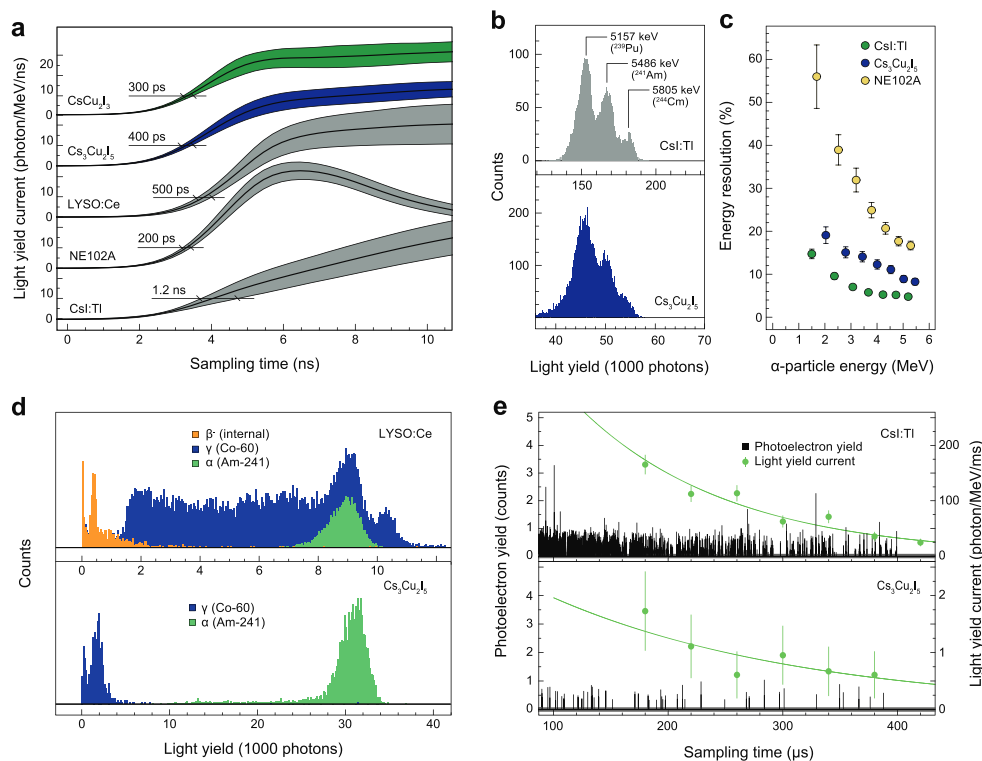 a
Light yield current (photon/MeV/ns)
20
10
0
300 ps
CsCu₂I₃
10
0
400 ps
Cs₃Cu₂I₅
10
0
500 ps
LYSO:Ce
10
0
200 ps
NE102A
10
0
1.2 ns
CsI:Tl
0 2 4 6 8 10
Sampling time (ns)
b
Counts
100
50
0
5157 keV
(²³⁹Pu)
5486 keV
(²⁴¹Am)
5805 keV
(²⁴⁴Cm)
CsI:Tl
150 200
200
100
0
Cs₃Cu₂I₅
40 50 60 70
Light yield (1000 photons)
c
Energy resolution (%)
60
50
40
30
20
10
0
CsI:Tl
Cs₃Cu₂I₅
NE102A
0 1 2 3 4 5 6
α-particle energy (MeV)
d
Counts
β⁻ (internal)
γ (Co-60)
α (Am-241)
LYSO:Ce
0 2 4 6 8 10
Cs₃Cu₂I₅
γ (Co-60)
α (Am-241)
0 10 20 30 40
Light yield (1000 photons)
e
Photoelectron yield (counts)
5
4
3
2
1
0
Photoelectron yield
Light yield current
CsI:Tl
200
100
0
Light yield current (photon/MeV/ms)
4
3
2
1
0
Cs₃Cu₂I₅
2
1
0
100 200 300 400
Sampling time (µs)